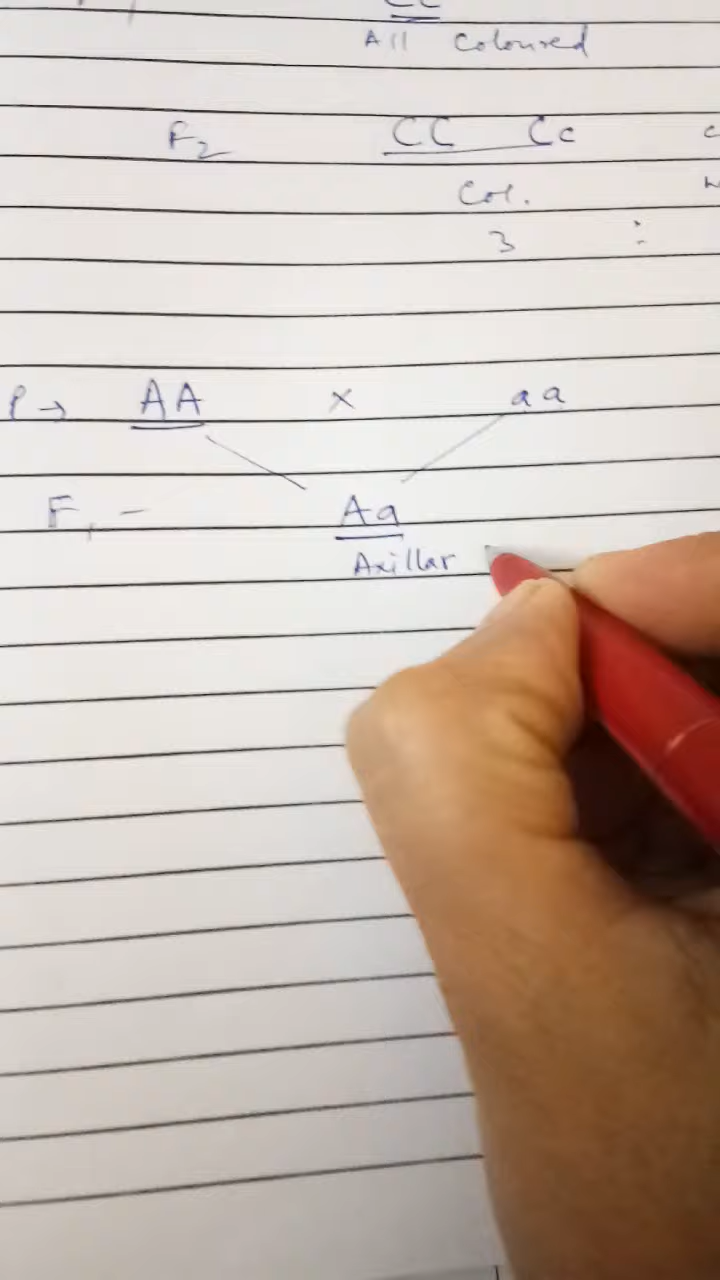 All Coloured
F2 CC Cc
Col.
3 :
P → AA × aa
F1 - Aa
Axillar